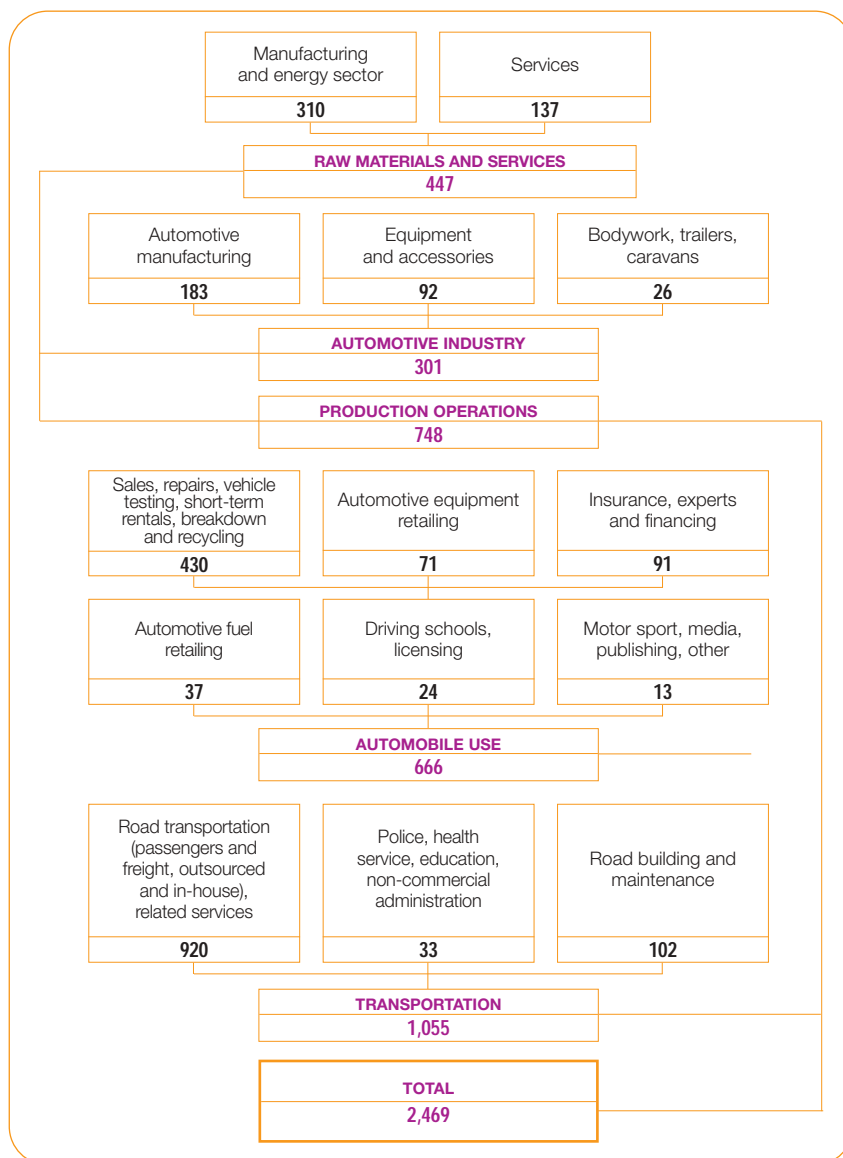 Manufacturing
and energy sector
310
Services
137
RAW MATERIALS AND SERVICES
447
Automotive
manufacturing
183
Equipment
and accessories
92
Bodywork, trailers,
caravans
26
AUTOMOTIVE INDUSTRY
301
PRODUCTION OPERATIONS
748
Sales, repairs, vehicle
testing, short-term
rentals, breakdown
and recycling
430
Automotive equipment
retailing
71
Insurance, experts
and financing
91
Automotive fuel
retailing
37
Driving schools,
licensing
24
Motor sport, media,
publishing, other
13
AUTOMOBILE USE
666
Road transportation
(passengers and
freight, outsourced
and in-house),
related services
920
Police, health
service, education,
non-commercial
administration
33
Road building and
maintenance
102
TRANSPORTATION
1,055
TOTAL
2,469